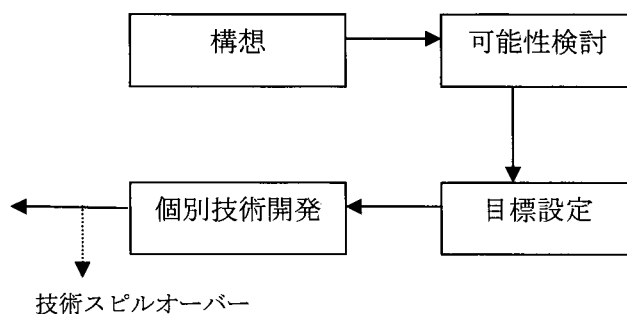 構想
可能性検討
個別技術開発
目標設定
技術スピルオーバー